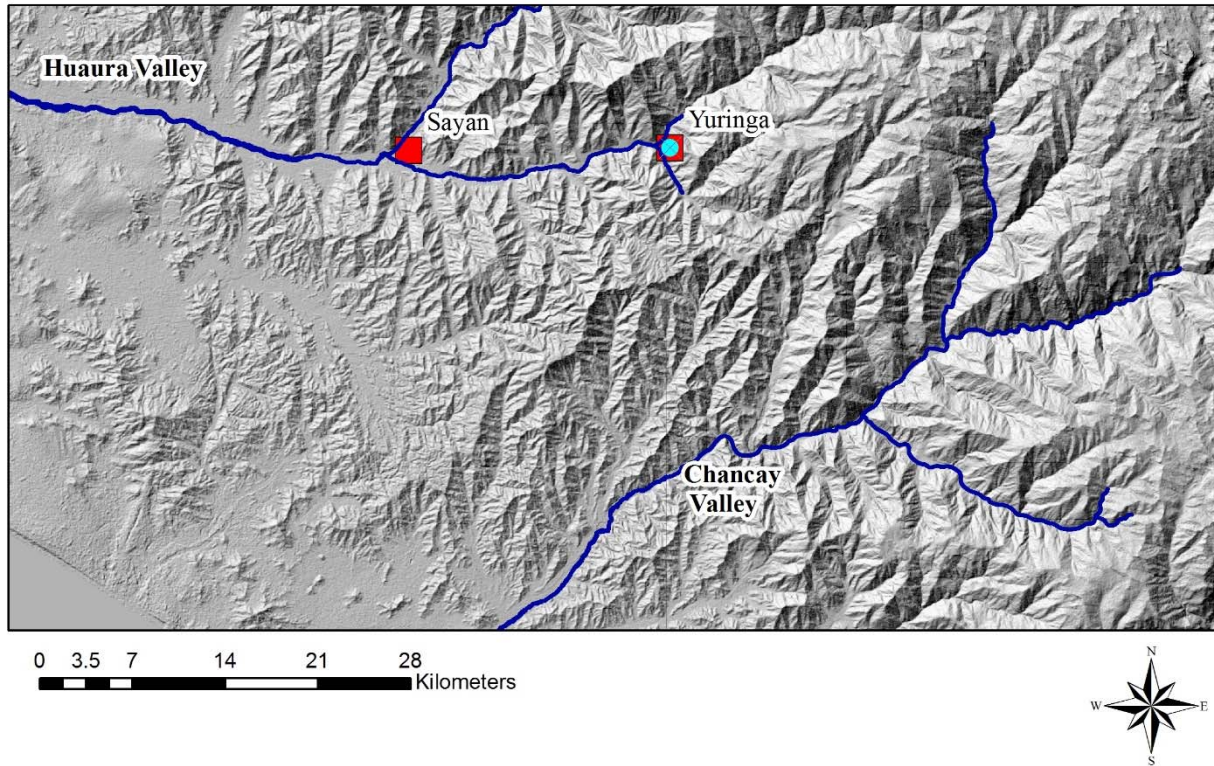 Huaura Valley
Sayan
Yuringa
Chancay
Valley
0 3.5 7 14 21 28
Kilometers
N
W E
S